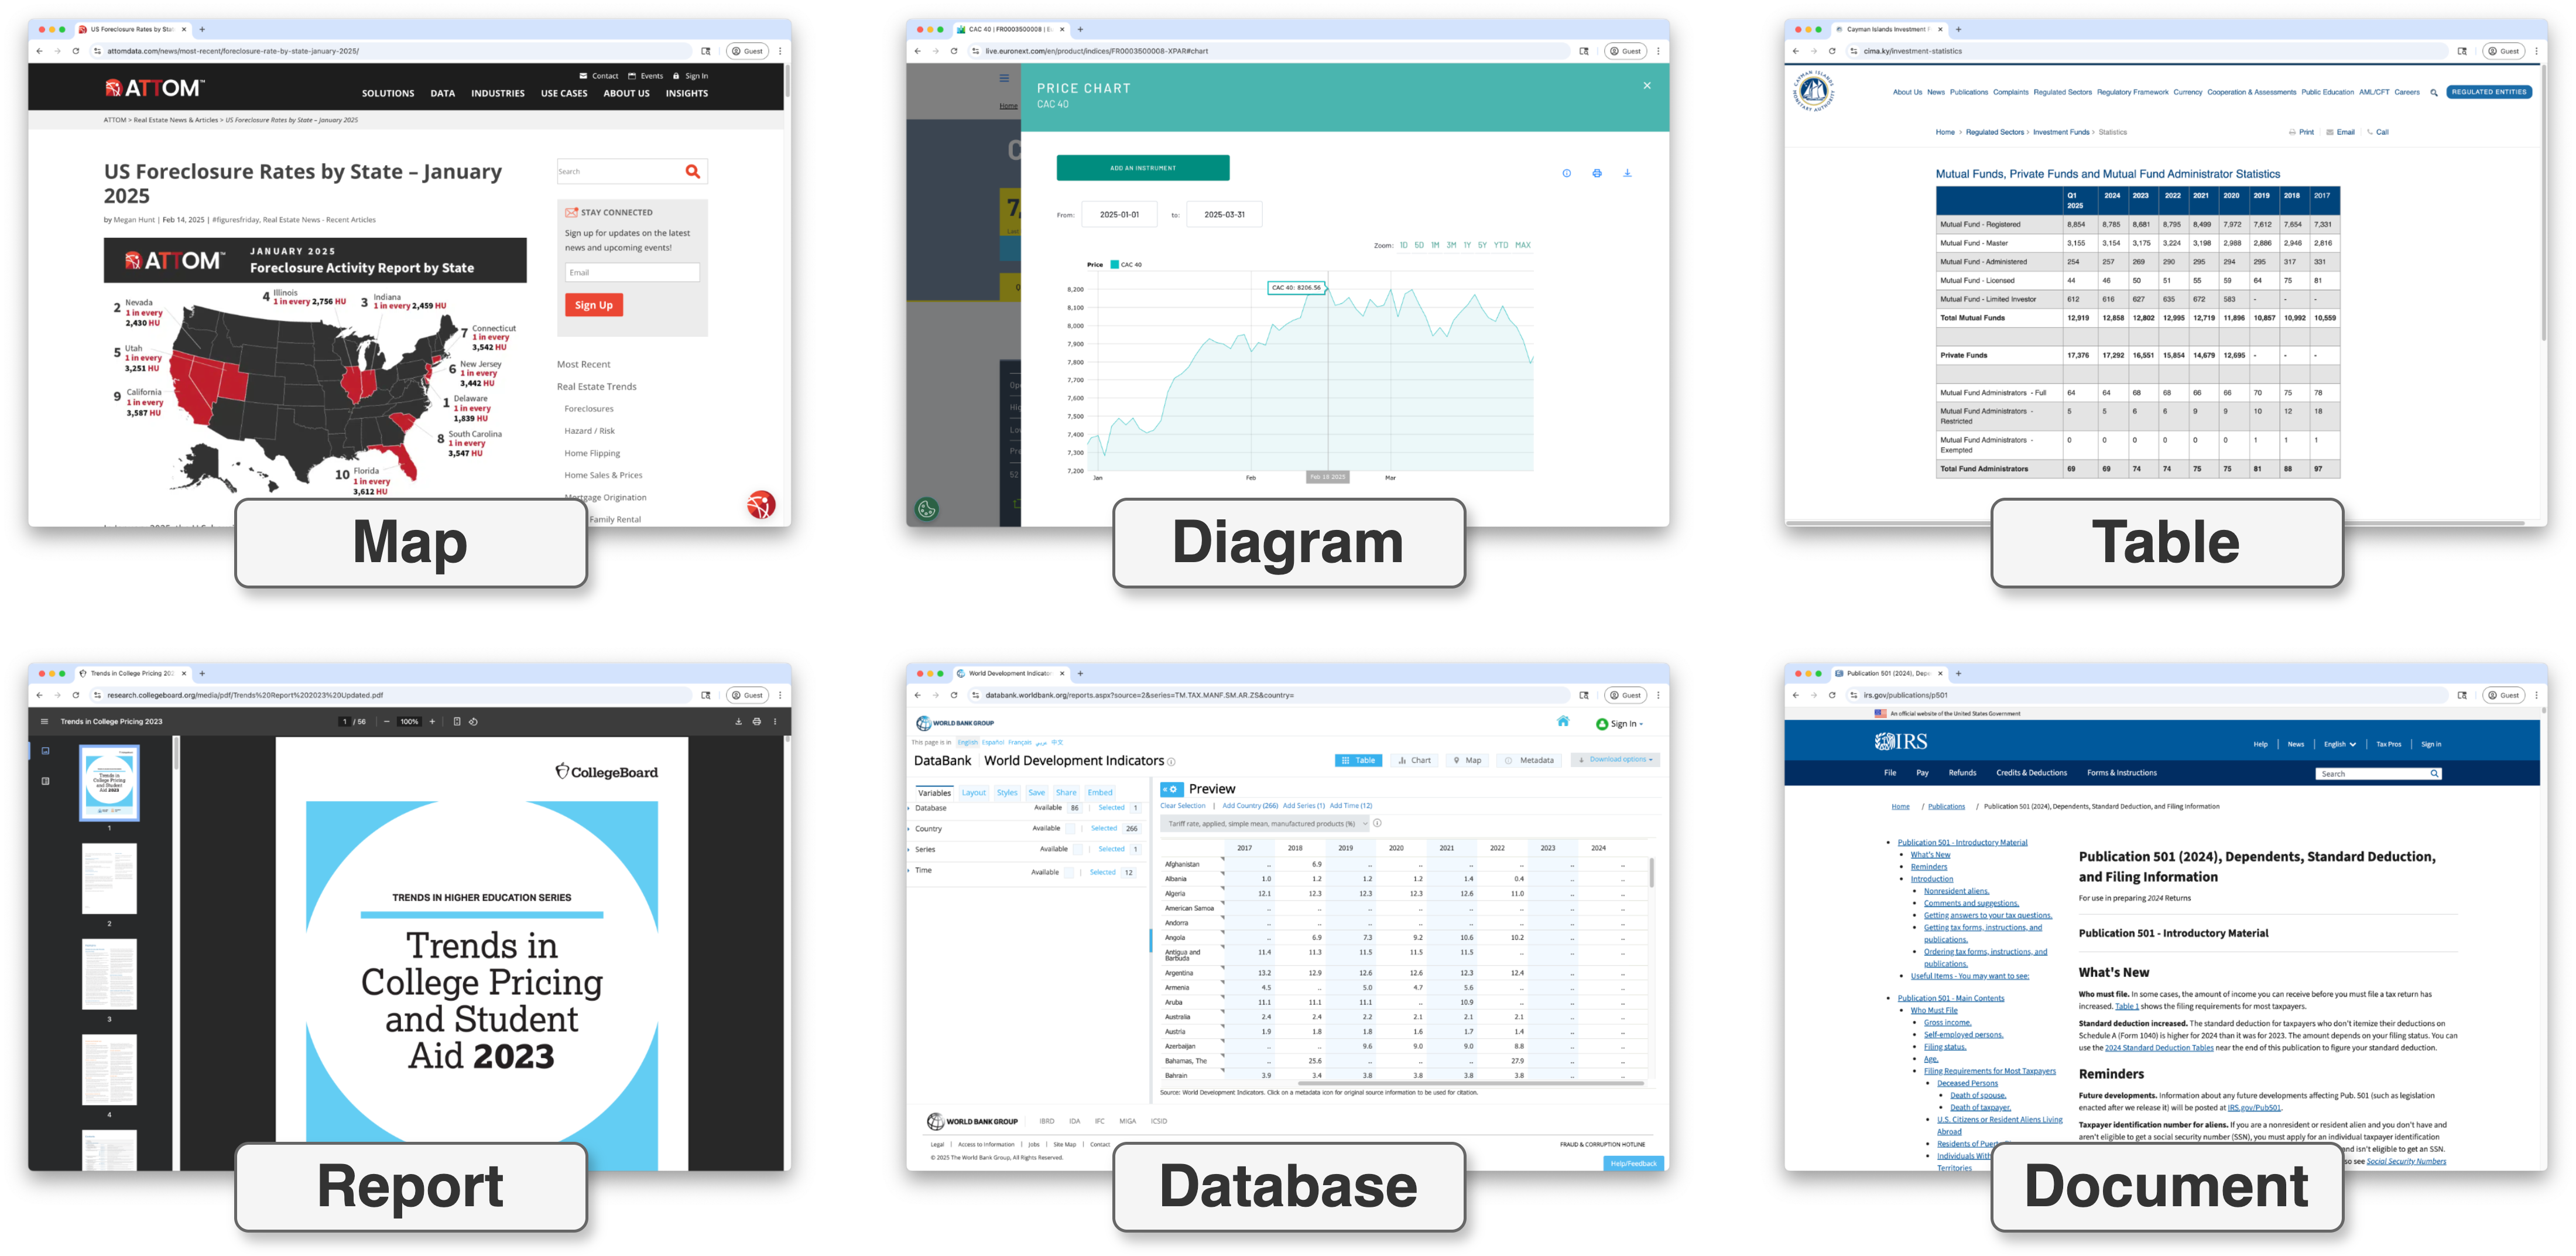 US Foreclosure Rates by Stat
attomdata.com/news/most-recent/foreclosure-rate-by-state-january-2025/
Guest
ATTOM™
Contact Events Sign In
SOLUTIONS DATA INDUSTRIES USE CASES ABOUT US INSIGHTS
ATTOM > Real Estate News & Articles > US Foreclosure Rates by State – January 2025
US Foreclosure Rates by State – January
2025
by Megan Hunt | Feb 14, 2025 | #figuresfriday, Real Estate News - Recent Articles
ATTOM™
JANUARY 2025
Foreclosure Activity Report by State
2 Nevada
1 in every
2,430 HU
4 Illinois
1 in every 2,756 HU
3 Indiana
1 in every 2,459 HU
7 Connecticut
1 in every
3,542 HU
5 Utah
1 in every
3,251 HU
6 New Jersey
1 in every
3,442 HU
9 California
1 in every
3,587 HU
1 Delaware
1 in every
1,839 HU
8 South Carolina
1 in every
3,547 HU
10 Florida
1 in every
3,612 HU
Search
STAY CONNECTED
Sign up for updates on the latest
news and upcoming events!
Email
Sign Up
Most Recent
Real Estate Trends
Foreclosures
Hazard / Risk
Home Flipping
Home Sales & Prices
Mortgage Origination
Family Rental
Map
CAC 40 | FR0003500008 | E
live.euronext.com/en/product/indices/FR0003500008-XPAR#chart
Guest
Home
PRICE CHART
CAC 40
ADD AN INSTRUMENT
From: 2025-01-01 to: 2025-03-31
Zoom: 1D 5D 1M 3M 1Y 5Y YTD MAX
Price CAC 40
CAC 40: 8206.56
8,200
8,100
8,000
7,900
7,800
7,700
7,600
7,500
7,400
7,300
7,200
Jan Feb Feb 18 2025 Mar
Diagram
Cayman Islands Investment
cima.ky/investment-statistics
Guest
CAYMAN ISLANDS MONETARY AUTHORITY
About Us News Publications Complaints Regulated Sectors Regulatory Framework Currency Cooperation & Assessments Public Education AML/CFT Careers REGULATED ENTITIES
Home > Regulated Sectors > Investment Funds > Statistics
Print Email Call
Mutual Funds, Private Funds and Mutual Fund Administrator Statistics
Q1 2025 2024 2023 2022 2021 2020 2019 2018 2017
Mutual Fund - Registered 8,854 8,785 8,681 8,795 8,499 7,972 7,612 7,654 7,331
Mutual Fund - Master 3,155 3,154 3,175 3,224 3,198 2,988 2,886 2,946 2,816
Mutual Fund - Administered 254 257 269 290 295 294 295 317 331
Mutual Fund - Licensed 44 46 50 51 55 59 64 75 81
Mutual Fund - Limited Investor 612 616 627 635 672 583 - - -
Total Mutual Funds 12,919 12,858 12,802 12,995 12,719 11,896 10,857 10,992 10,559
Private Funds 17,376 17,292 16,551 15,854 14,679 12,695 - - -
Mutual Fund Administrators - Full 64 64 68 68 66 66 70 75 78
Mutual Fund Administrators - Restricted 5 5 6 6 9 9 10 12 18
Mutual Fund Administrators - Exempted 0 0 0 0 0 0 1 1 1
Total Fund Administrators 69 69 74 74 75 75 81 88 97
Table
Trends in College Pricing 202
research.collegeboard.org/media/pdf/Trends%20Report%202023%20Updated.pdf
Guest
Trends in College Pricing 2023
1 / 56
100%
1
2
3
4
CollegeBoard
TRENDS IN HIGHER EDUCATION SERIES
Trends in
College Pricing
and Student
Aid 2023
Report
World Development Indicator
databank.worldbank.org/reports.aspx?source=2&series=TM.TAX.MANF.SM.AR.ZS&country=
Guest
WORLD BANK GROUP
Sign In
This page is in English Español Français عربي 中文
DataBank World Development Indicators
Table Chart Map Metadata Download options
Variables Layout Styles Save Share Embed
Database Available 86 | Selected 1
Country Available | Selected 266
Series Available | Selected 1
Time Available | Selected 12
Preview
Clear Selection | Add Country (266) Add Series (1) Add Time (12)
Tariff rate, applied, simple mean, manufactured products (%)
2017 2018 2019 2020 2021 2022 2023 2024
Afghanistan .. 6.9 .. .. .. .. .. ..
Albania 1.0 1.2 1.2 1.2 1.4 0.4 .. ..
Algeria 12.1 12.3 12.3 12.3 12.6 11.0 .. ..
American Samoa .. .. .. .. .. .. .. ..
Andorra .. .. .. .. .. .. .. ..
Angola .. 6.9 7.3 9.2 10.6 10.2 .. ..
Antigua and Barbuda 11.4 11.3 11.5 11.5 11.5 .. .. ..
Argentina 13.2 12.9 12.6 12.6 12.3 12.4 .. ..
Armenia 4.5 .. 5.0 4.7 5.6 .. .. ..
Aruba 11.1 11.1 11.1 .. 10.9 .. .. ..
Australia 2.4 2.4 2.2 2.1 2.1 2.1 .. ..
Austria 1.9 1.8 1.8 1.6 1.7 1.4 .. ..
Azerbaijan .. .. 9.6 9.0 9.0 8.8 .. ..
Bahamas, The .. 25.6 .. .. .. 27.9 .. ..
Bahrain 3.9 3.4 3.8 3.8 3.8 3.8 .. ..
Source: World Development Indicators. Click on a metadata icon for original source information to be used for citation.
WORLD BANK GROUP IBRD IDA IFC MIGA ICSID
Legal | Access to Information | Jobs | Site Map | Contact
FRAUD & CORRUPTION HOTLINE
© 2025 The World Bank Group, All Rights Reserved.
Help/Feedback
Database
Publication 501 (2024), Depe
irs.gov/publications/p501
Guest
An official website of the United States Government
IRS
Help | News | English | Tax Pros | Sign in
File Pay Refunds Credits & Deductions Forms & Instructions
Search
Home / Publications / Publication 501 (2024), Dependents, Standard Deduction, and Filing Information
Publication 501 - Introductory Material
What's New
Reminders
Introduction
Nonresident aliens.
Comments and suggestions.
Getting answers to your tax questions.
Getting tax forms, instructions, and
publications.
Ordering tax forms, instructions, and
publications.
Useful Items - You may want to see:
Publication 501 - Main Contents
Who Must File
Gross income.
Self-employed persons.
Filing status.
Age.
Filing Requirements for Most Taxpayers
Deceased Persons
Death of spouse.
Death of taxpayer.
U.S. Citizens or Resident Aliens Living
Abroad
Residents of Puert
Individuals With
Territories
Publication 501 (2024), Dependents, Standard Deduction,
and Filing Information
For use in preparing 2024 Returns
Publication 501 - Introductory Material
What's New
Who must file. In some cases, the amount of income you can receive before you must file a tax return has
increased. Table 1 shows the filing requirements for most taxpayers.
Standard deduction increased. The standard deduction for taxpayers who don't itemize their deductions on
Schedule A (Form 1040) is higher for 2024 than it was for 2023. The amount depends on your filing status. You can
use the 2024 Standard Deduction Tables near the end of this publication to figure your standard deduction.
Reminders
Future developments. Information about any future developments affecting Pub. 501 (such as legislation
enacted after we release it) will be posted at IRS.gov/Pub501.
Taxpayer identification number for aliens. If you are a nonresident or resident alien and you don't have and
aren't eligible to get a social security number (SSN), you must apply for an individual taxpayer identification
and isn't eligible to get an SSN.
so see Social Security Numbers
Document